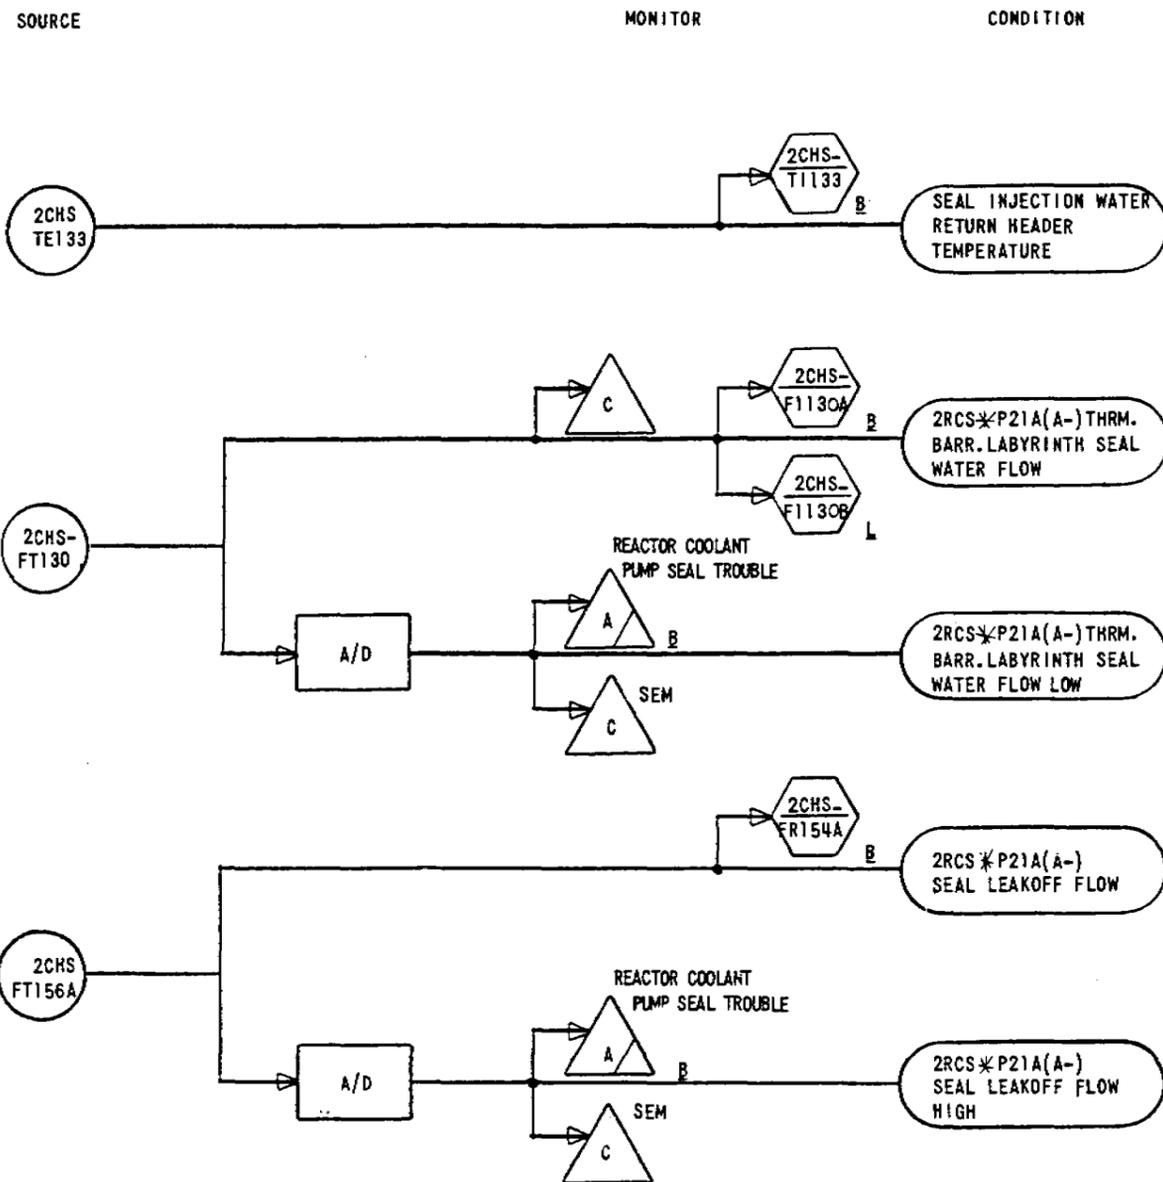 SOURCE
MONITOR
CONDITION
2CHS-
TI133
B
2CHS
TE133
SEAL INJECTION WATER
RETURN HEADER
TEMPERATURE
C
2CHS-
F1130A
B
2RCS*P21A(A-)THRM.
BARR.LABYRINTH SEAL
WATER FLOW
2CHS-
F1130B
L
2CHS-
FT130
REACTOR COOLANT
PUMP SEAL TROUBLE
A
B
A/D
2RCS*P21A(A-)THRM.
BARR.LABYRINTH SEAL
WATER FLOW LOW
SEM
C
2CHS-
FR154A
B
2RCS*P21A(A-)
SEAL LEAKOFF FLOW
2CHS
FT156A
REACTOR COOLANT
PUMP SEAL TROUBLE
A
B
A/D
2RCS*P21A(A-)
SEAL LEAKOFF FLOW
HIGH
SEM
C